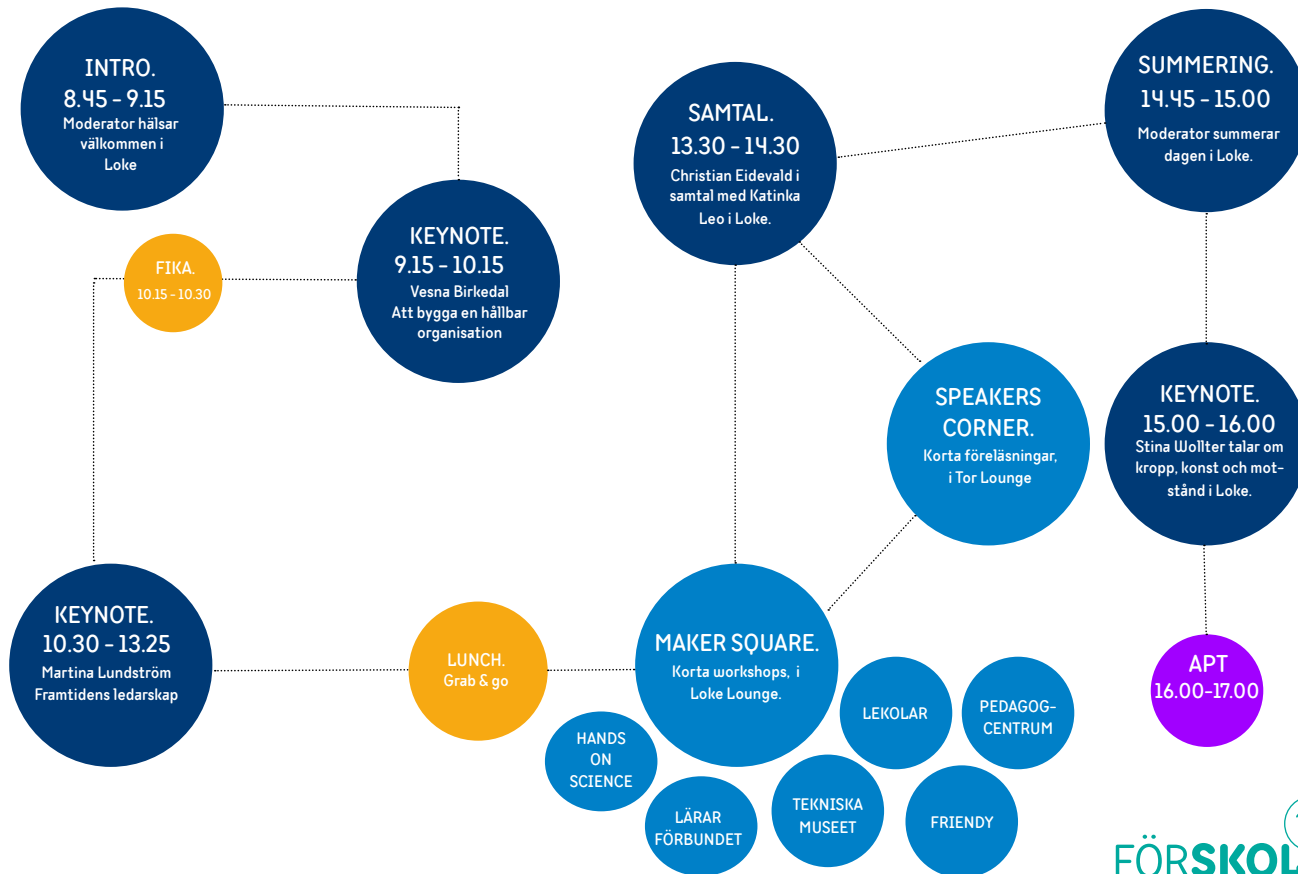 INTRO.
8.45 – 9.15
Moderator hälsar
välkommen i
Loke
KEYNOTE.
9.15 – 10.15
Vesna Birkedal
Att bygga en hållbar
organisation
FIKA.
10.15 – 10.30
KEYNOTE.
10.30 – 13.25
Martina Lundström
Framtidens ledarskap
LUNCH.
Grab & go
MAKER SQUARE.
Korta workshops, i
Loke Lounge.
HANDS
ON
SCIENCE
LÄRAR
FÖRBUNDET
TEKNISKA
MUSEET
LEKOLAR
FRIENDY
PEDAGOG-
CENTRUM
SPEAKERS
CORNER.
Korta föreläsningar,
i Tor Lounge
SAMTAL.
13.30 – 14.30
Christian Eidevald i
samtal med Katinka
Leo i Loke.
SUMMERING.
14.45 – 15.00
Moderator summerar
dagen i Loke.
KEYNOTE.
15.00 – 16.00
Stina Wollter talar om
kropp, konst och mot-
stånd i Loke.
APT
16.00–17.00